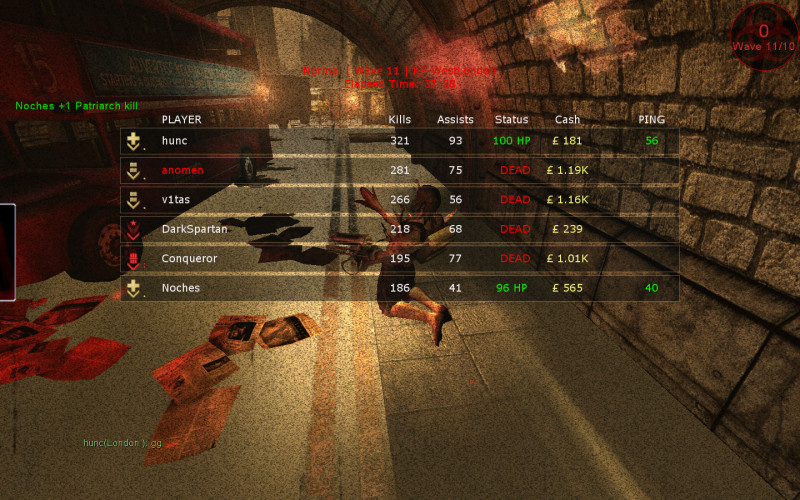 0
Wave 11/10
Noches +1 Patriarch kill
PLAYER Kills Assists Status Cash PING
hunc 321 93 100 HP £ 181 56
anomen 281 75 DEAD £ 1.19K
v1tas 266 56 DEAD £ 1.16K
DarkSpartan 218 68 DEAD £ 239
Conqueror 195 77 DEAD £ 1.01K
Noches 186 41 96 HP £ 565 40
hunc(London ): gg